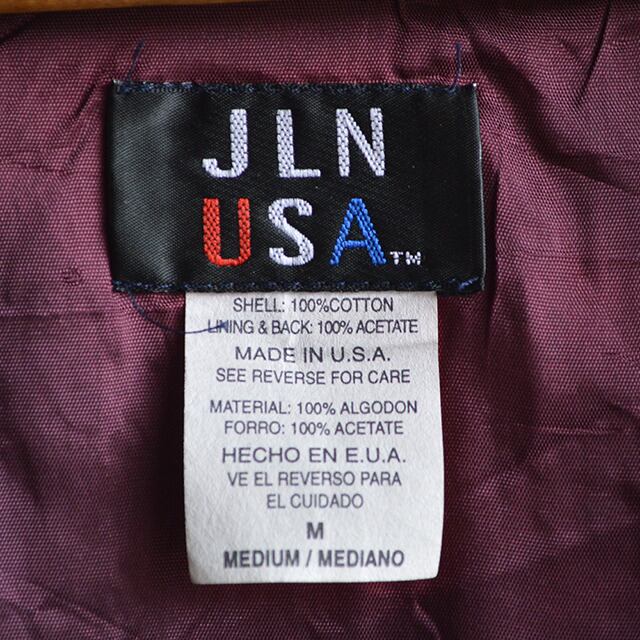 JLN
USA™
SHELL: 100%COTTON
LINING & BACK: 100% ACETATE
MADE IN U.S.A.
SEE REVERSE FOR CARE
MATERIAL: 100% ALGODON
FORRO: 100% ACETATE
HECHO EN E.U.A.
VE EL REVERSO PARA
EL CUIDADO
M
MEDIUM / MEDIANO